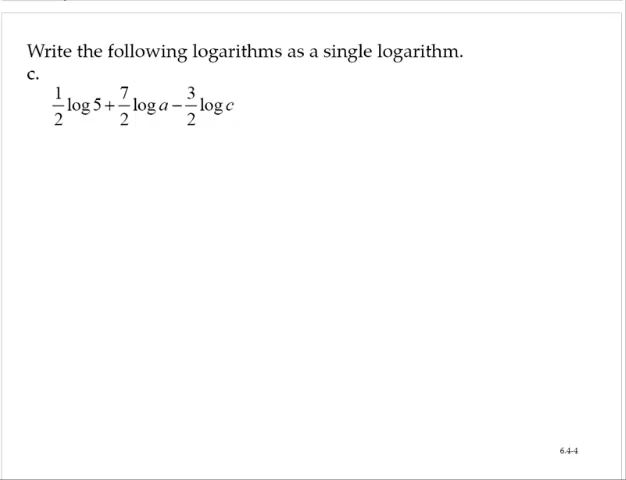 Write the following logarithms as a single logarithm.
c.
1/2 log 5 + 7/2 log a − 3/2 log c
6.4-4